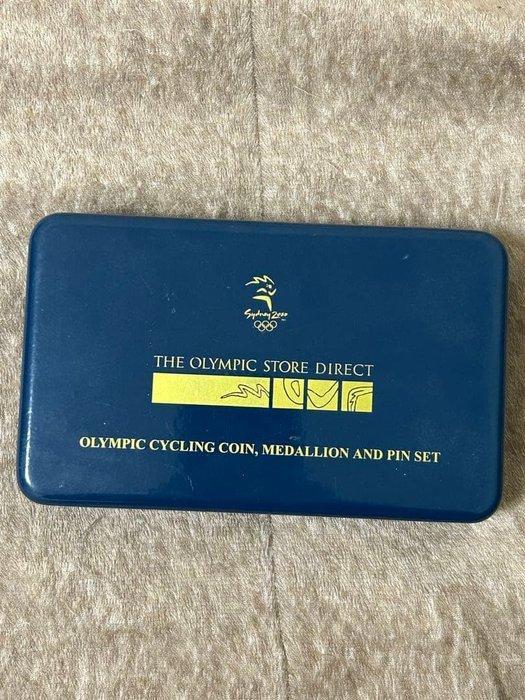 Sydney 2000
THE OLYMPIC STORE DIRECT
OLYMPIC CYCLING COIN, MEDALLION AND PIN SET